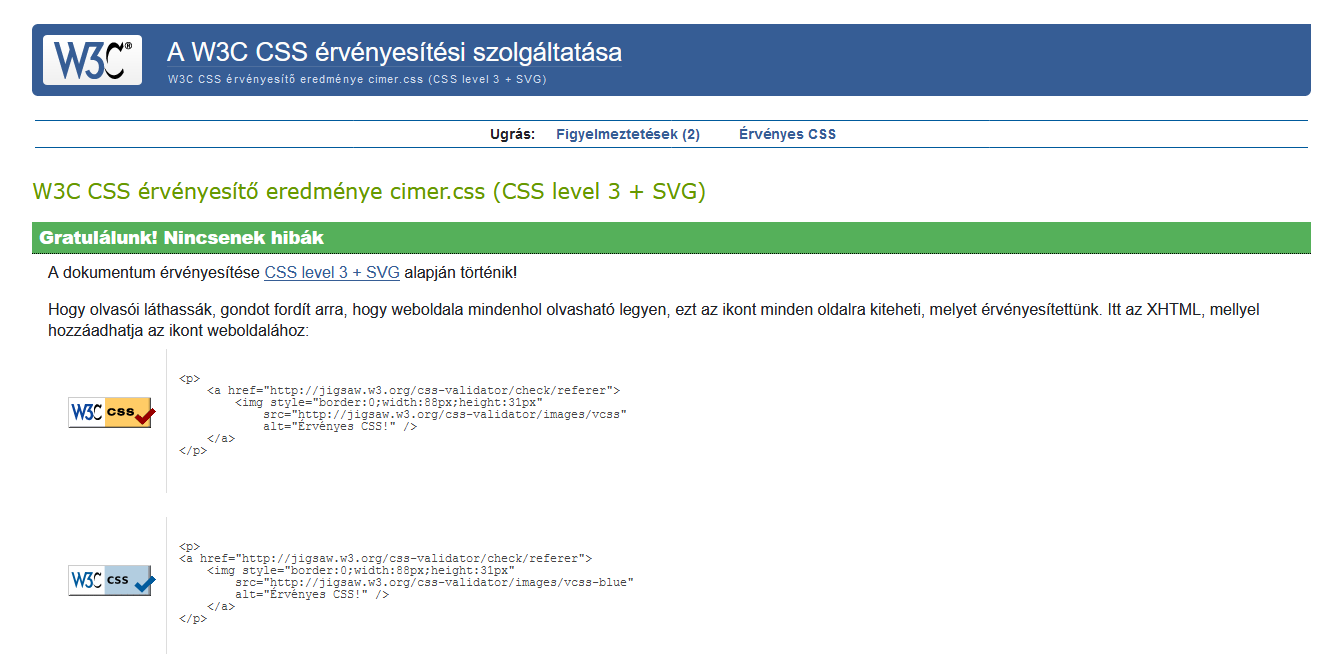 W3C®
A W3C CSS érvényesítési szolgáltatása
W3C CSS érvényesítő eredménye cimer.css (CSS level 3 + SVG)
Ugrás: Figyelmeztetések (2) Érvényes CSS
W3C CSS érvényesítő eredménye cimer.css (CSS level 3 + SVG)
Gratulálunk! Nincsenek hibák
A dokumentum érvényesítése CSS level 3 + SVG alapján történik!
Hogy olvasói láthassák, gondot fordít arra, hogy weboldala mindenhol olvasható legyen, ezt az ikont minden oldalra kiteheti, melyet érvényesítettünk. Itt az XHTML, mellyel
hozzáadhatja az ikont weboldalához:
W3C css
<p>
<a href="http://jigsaw.w3.org/css-validator/check/referer">
<img style="border:0;width:88px;height:31px"
src="http://jigsaw.w3.org/css-validator/images/vcss"
alt="Érvényes CSS!" />
</a>
</p>
W3C css
<p>
<a href="http://jigsaw.w3.org/css-validator/check/referer">
<img style="border:0;width:88px;height:31px"
src="http://jigsaw.w3.org/css-validator/images/vcss-blue"
alt="Érvényes CSS!" />
</a>
</p>